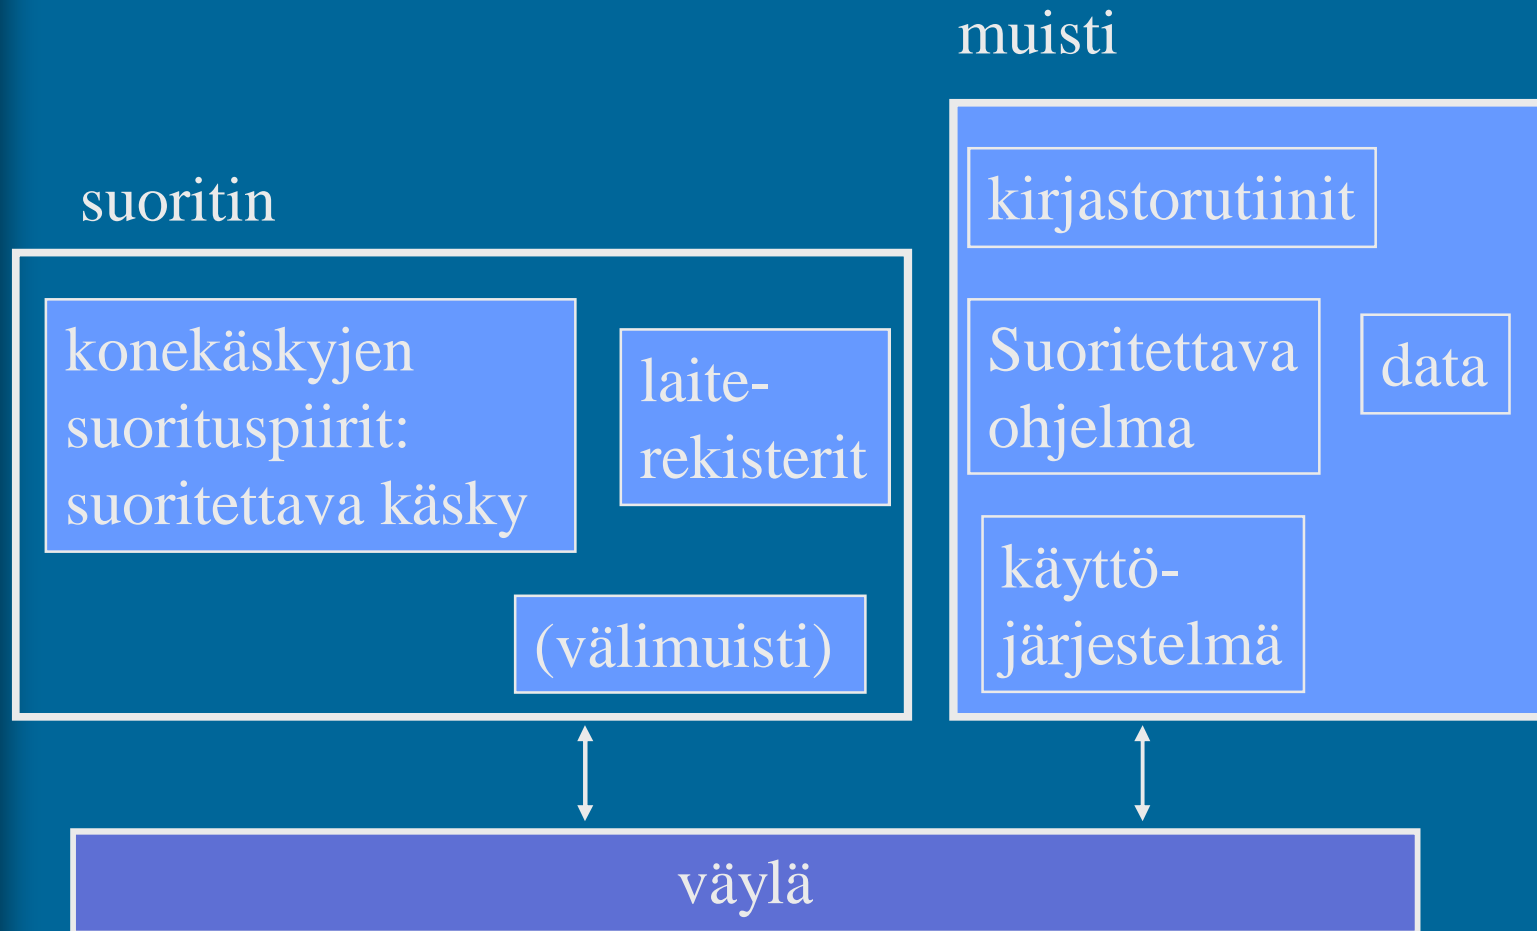 muisti
suoritin
kirjastorutiinit
konekäskyjen
suorituspiirit:
suoritettava käsky
laite-
rekisterit
Suoritettava
ohjelma
data
käyttö-
järjestelmä
(välimuisti)
väylä